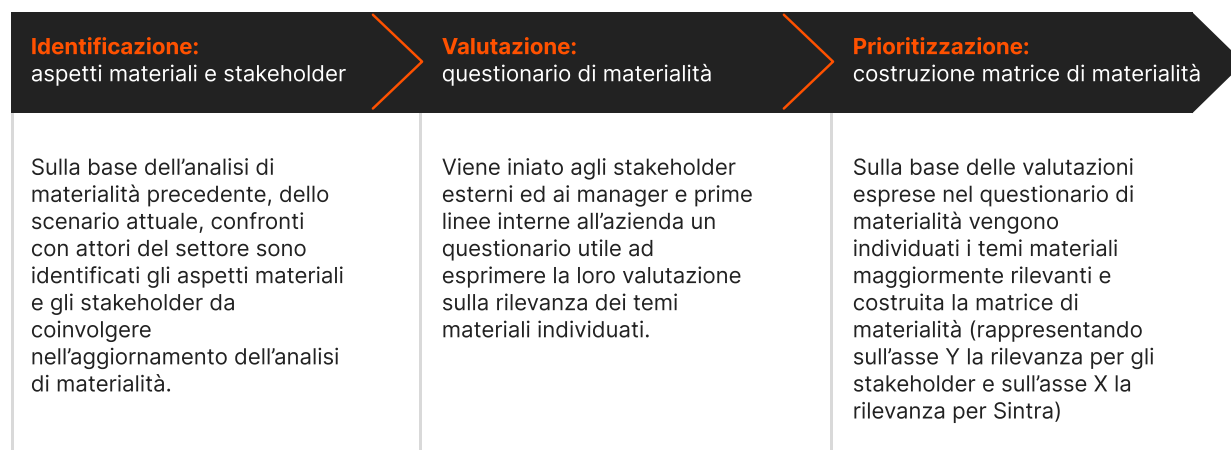 Identificazione:
aspetti materiali e stakeholder
Valutazione:
questionario di materialità
Prioritizzazione:
costruzione matrice di materialità
Sulla base dell’analisi di
materialità precedente, dello
scenario attuale, confronti
con attori del settore sono
identificati gli aspetti materiali
e gli stakeholder da
coinvolgere
nell’aggiornamento dell’analisi
di materialità.
Viene iniato agli stakeholder
esterni ed ai manager e prime
linee interne all’azienda un
questionario utile ad
esprimere la loro valutazione
sulla rilevanza dei temi
materiali individuati.
Sulla base delle valutazioni
esprese nel questionario di
materialità vengono
individuati i temi materiali
maggiormente rilevanti e
costruita la matrice di
materialità (rappresentando
sull’asse Y la rilevanza per gli
stakeholder e sull’asse X la
rilevanza per Sintra)